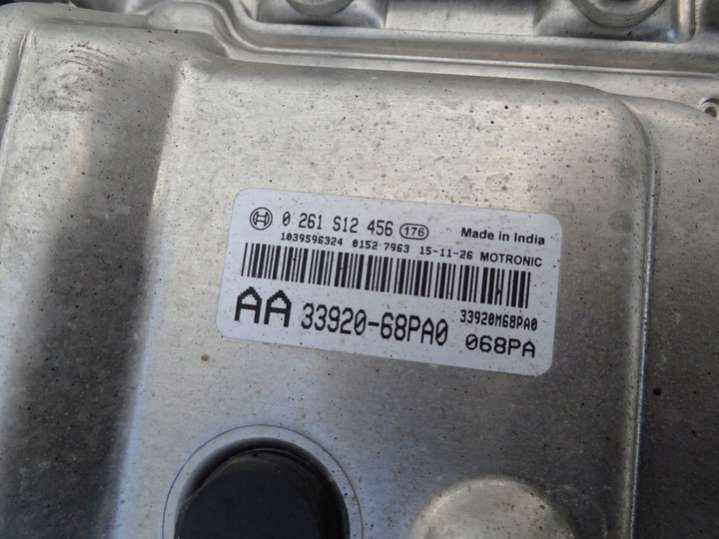 0 261 S12 456 176 Made in India
1039S96324 0152 7963 15-11-26 MOTRONIC
AA 33920-68PA0 33920M68PA0
068PA